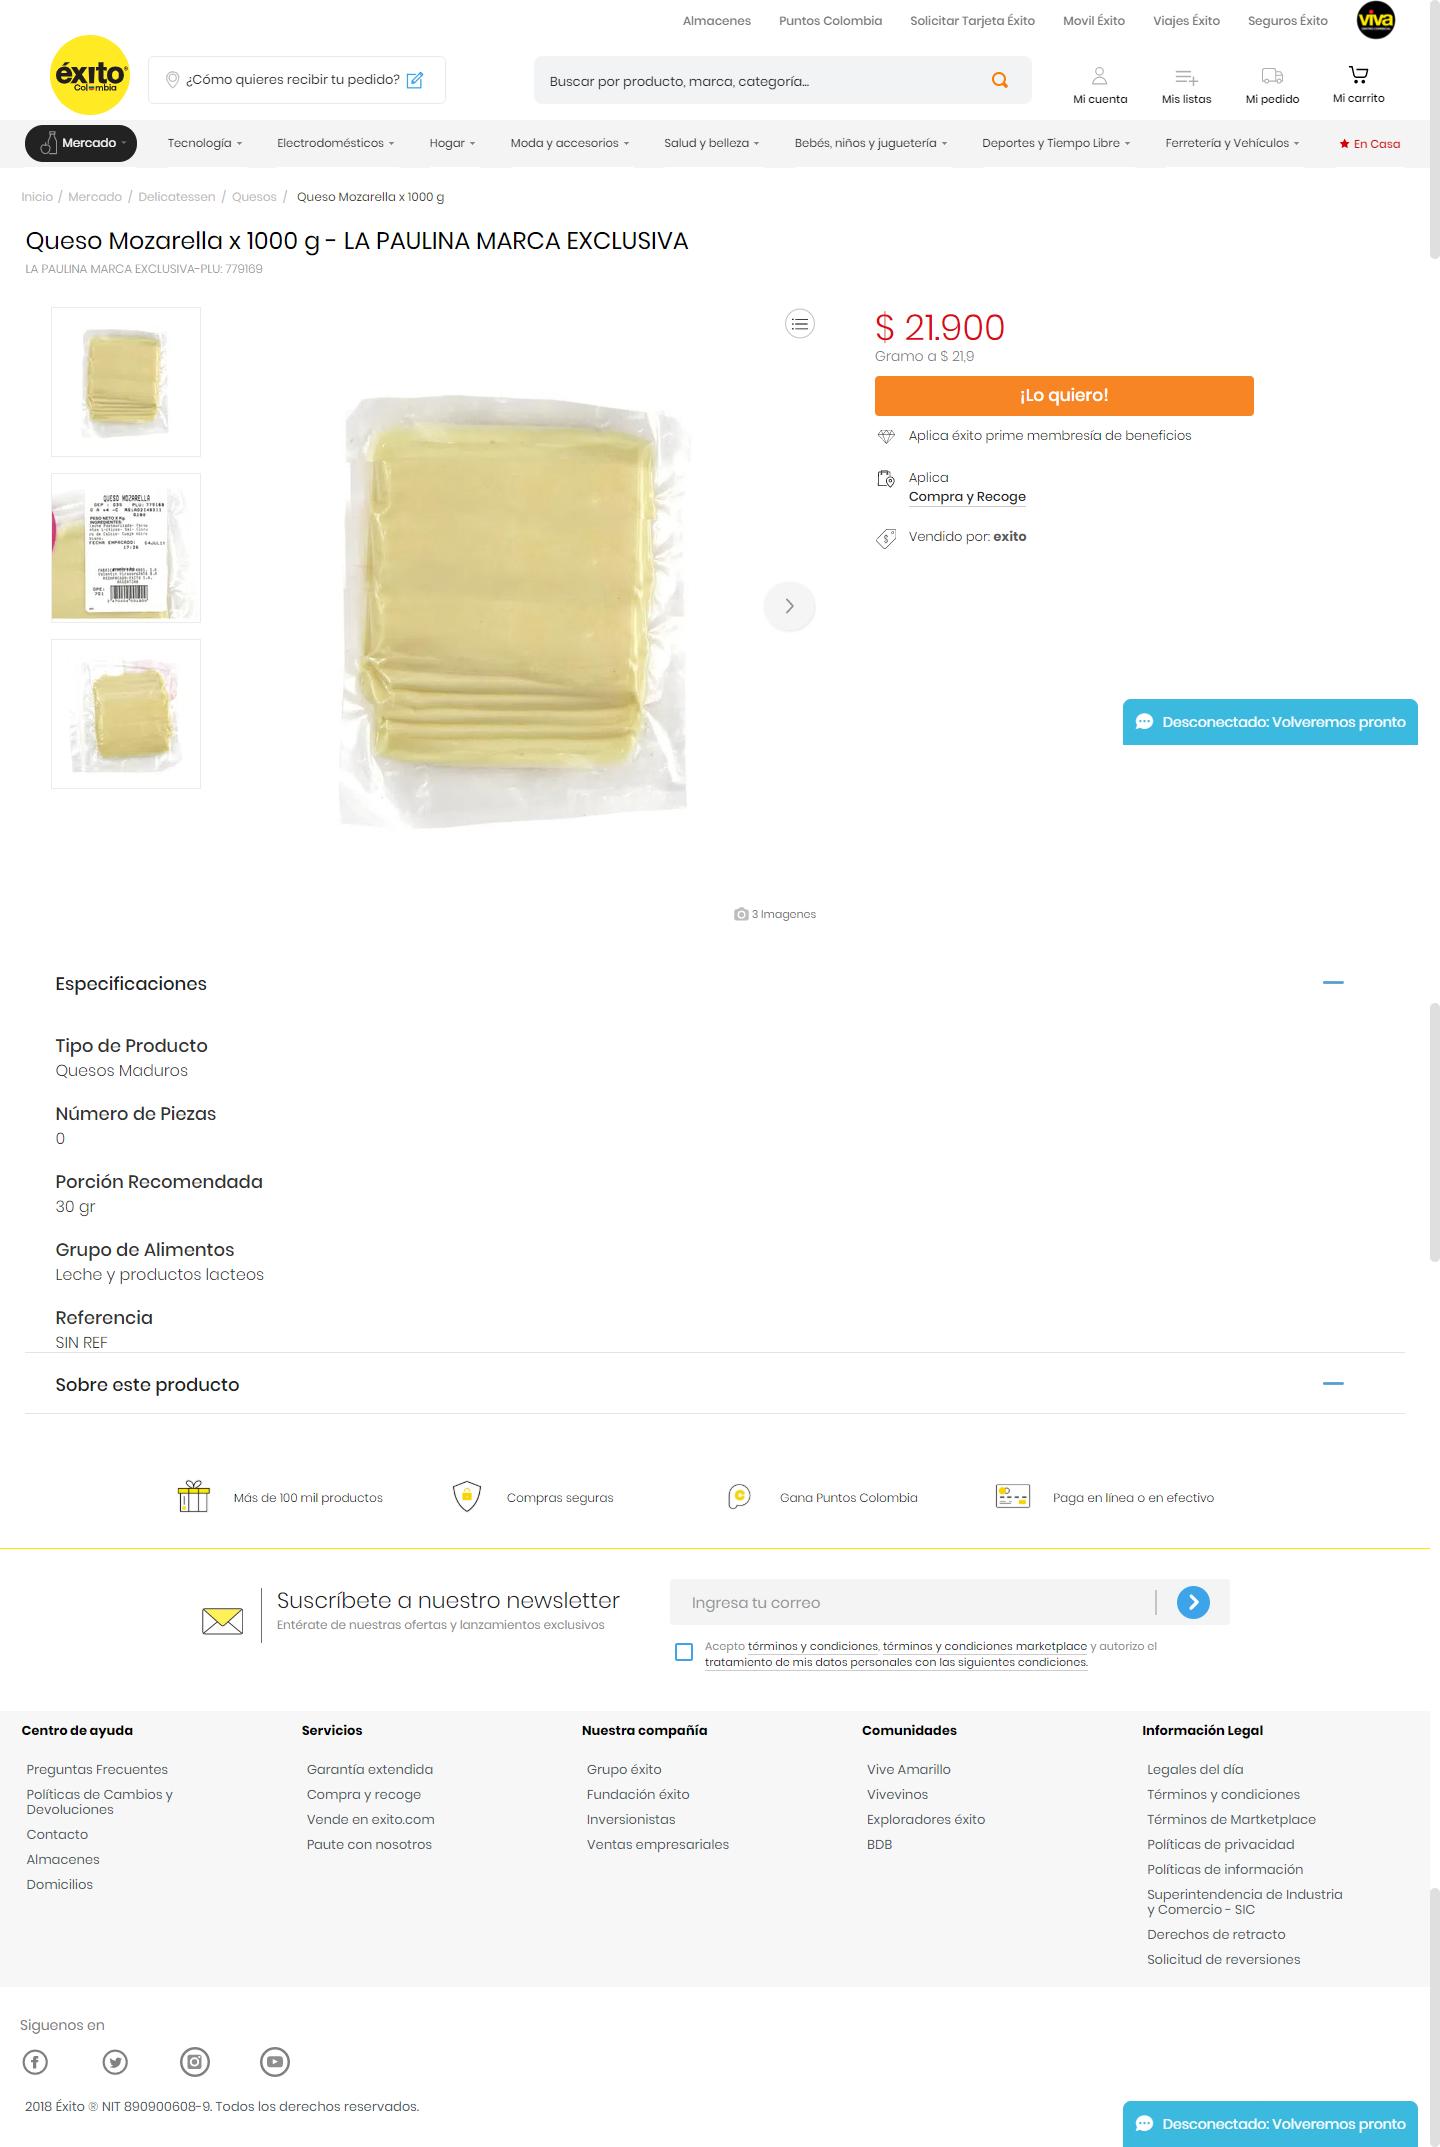 Almacenes Puntos Colombia Solicitar Tarjeta Éxito Movil Éxito Viajes Éxito Seguros Éxito viva
éxito
Colombia
¿Cómo quieres recibir tu pedido?
Buscar por producto, marca, categoría...
Mi cuenta Mis listas Mi pedido Mi carrito
Mercado Tecnología Electrodomésticos Hogar Moda y accesorios Salud y belleza Bebés, niños y juguetería Deportes y Tiempo Libre Ferretería y Vehículos En Casa
Inicio / Mercado / Delicatessen / Quesos / Queso Mozarella x 1000 g
Queso Mozarella x 1000 g - LA PAULINA MARCA EXCLUSIVA
LA PAULINA MARCA EXCLUSIVA-PLU: 779169
QUESO MOZARELLA
$ 21.900
Gramo a $ 21,9
¡Lo quiero!
Aplica éxito prime membresía de beneficios
Aplica
Compra y Recoge
Vendido por: exito
Desconectado: Volveremos pronto
3 Imagenes
Especificaciones
Tipo de Producto
Quesos Maduros
Número de Piezas
0
Porción Recomendada
30 gr
Grupo de Alimentos
Leche y productos lacteos
Referencia
SIN REF
Sobre este producto
Más de 100 mil productos Compras seguras Gana Puntos Colombia Paga en línea o en efectivo
Suscríbete a nuestro newsletter
Entérate de nuestras ofertas y lanzamientos exclusivos
Ingresa tu correo
Acepto términos y condiciones, términos y condiciones marketplace y autorizo el
tratamiento de mis datos personales con las siguientes condiciones.
Centro de ayuda
Preguntas Frecuentes
Políticas de Cambios y
Devoluciones
Contacto
Almacenes
Domicilios
Servicios
Garantía extendida
Compra y recoge
Vende en exito.com
Paute con nosotros
Nuestra compañía
Grupo éxito
Fundación éxito
Inversionistas
Ventas empresariales
Comunidades
Vive Amarillo
Vivevinos
Exploradores éxito
BDB
Información Legal
Legales del día
Términos y condiciones
Términos de Martketplace
Políticas de privacidad
Políticas de información
Superintendencia de Industria
y Comercio - SIC
Derechos de retracto
Solicitud de reversiones
Siguenos en
2018 Éxito ® NIT 890900608-9. Todos los derechos reservados.
Desconectado: Volveremos pronto